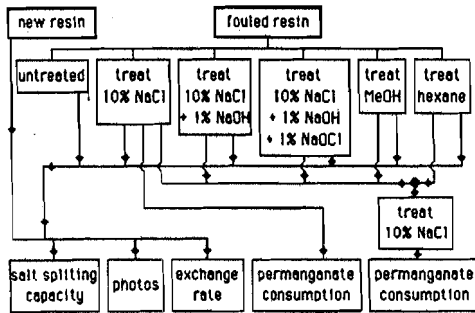 new resin
fouled resin
untreated
treat
10% NaCl
treat
10% NaCl
+ 1% NaOH
treat
10% NaCl
+ 1% NaOH
+ 1% NaOCl
treat
MeOH
treat
hexane
treat
10% NaCl
salt spliting
capacity
photos
exchange
rate
permanganate
consumption
permanganate
consumption